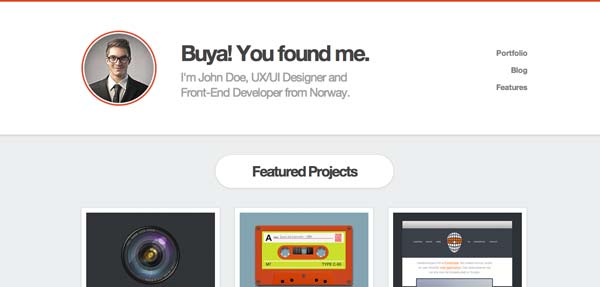 Buya! You found me.
I'm John Doe, UX/UI Designer and
Front-End Developer from Norway.
Portfolio
Blog
Features
Featured Projects
A
TYPE C-60